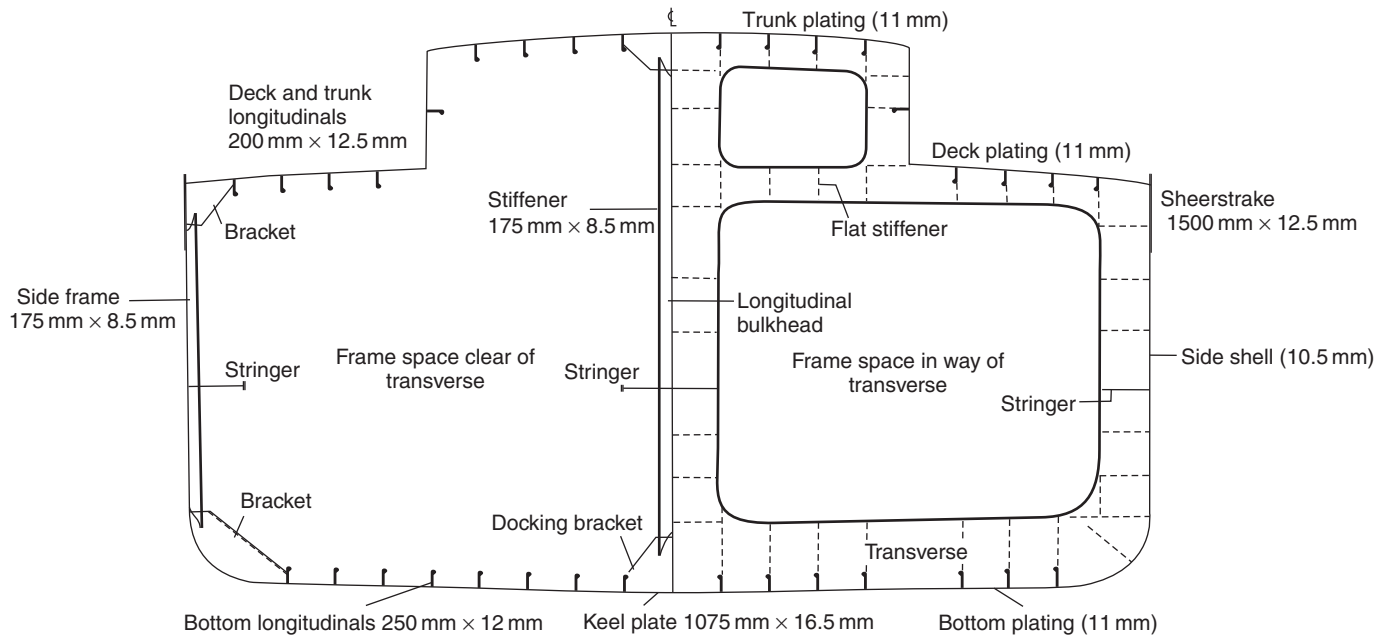 ℄
Trunk plating (11 mm)
Deck and trunk
longitudinals
200 mm × 12.5 mm
Deck plating (11 mm)
Stiffener
175 mm × 8.5 mm
Sheerstrake
1500 mm × 12.5 mm
Bracket
Flat stiffener
Side frame
175 mm × 8.5 mm
Longitudinal
bulkhead
Stringer
Frame space clear of
transverse
Stringer
Frame space in way of
transverse
Side shell (10.5 mm)
Stringer
Bracket
Docking bracket
Transverse
Bottom longitudinals 250 mm × 12 mm
Keel plate 1075 mm × 16.5 mm
Bottom plating (11 mm)